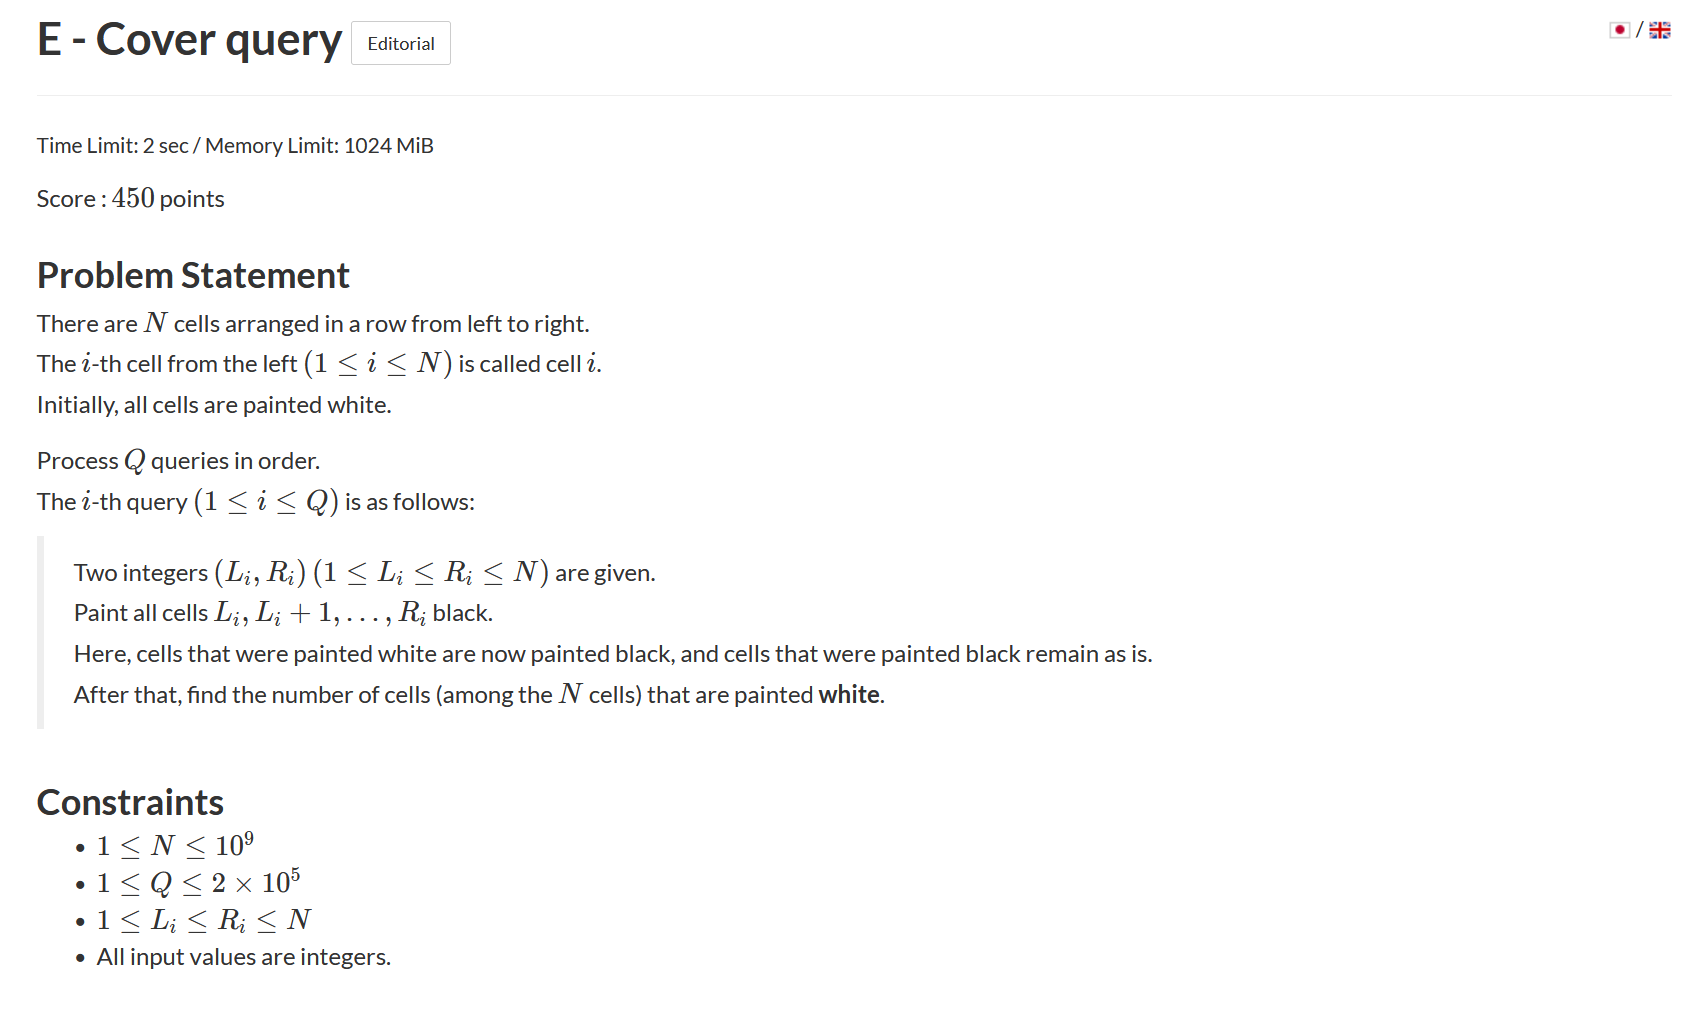 E - Cover query Editorial
/
Time Limit: 2 sec / Memory Limit: 1024 MiB
Score : 450 points
Problem Statement
There are N cells arranged in a row from left to right.
The i-th cell from the left (1 ≤ i ≤ N) is called cell i.
Initially, all cells are painted white.
Process Q queries in order.
The i-th query (1 ≤ i ≤ Q) is as follows:
Two integers (L_i, R_i) (1 ≤ L_i ≤ R_i ≤ N) are given.
Paint all cells L_i, L_i + 1, . . . , R_i black.
Here, cells that were painted white are now painted black, and cells that were painted black remain as is.
After that, find the number of cells (among the N cells) that are painted white.
Constraints
• 1 ≤ N ≤ 10^9
• 1 ≤ Q ≤ 2 × 10^5
• 1 ≤ L_i ≤ R_i ≤ N
• All input values are integers.